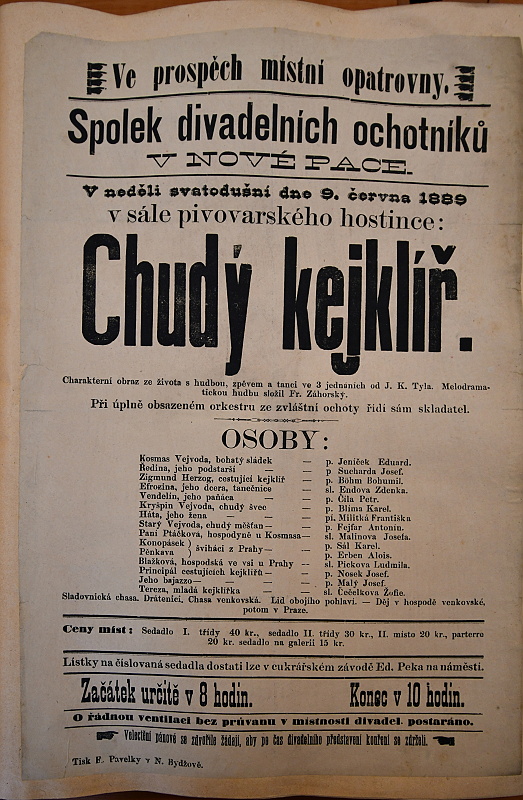 Ve prospěch místní opatrovny.
Spolek divadelních ochotníků
V NOVÉ PACE.
V neděli svatodušní dne 9. června 1889
v sále pivovarského hostince:
Chudý kejklíř.
Charakterní obraz ze života s hudbou, zpěvem a tanci ve 3 jednáních od J. K. Tyla. Melodrama-
tickou hudbu složil Fr. Záhorský.
Při úplně obsazeném orkestru ze zvláštní ochoty řídí sám skladatel.
OSOBY:
Kosmas Vejvoda, bohatý sládek — p. Jeníček Eduard.
Ředina, jeho podstarší — p Sucharda Josef.
Zigmund Herzog, cestující kejklíř — p. Böhm Bohumil.
Efrozina, jeho dcera, tanečnice — sl. Endova Zdenka.
Vendelín, jeho paňáca — p. Číla Petr.
Kryšpin Vejvoda, chudý švec — p. Blíma Karel.
Háta, jeho žena — — pí. Militká Františka
Starý Vejvoda, chudý měšťan — — p. Fejfar Antonín.
Paní Ptáčková, hospodyně u Kosmasa — sl. Malínova Josefa.
Konopásek } šviháci z Prahy — — p. Sál Karel.
Pěnkava — p. Erben Alois.
Blažková, hospodská ve vsi u Prahy — sl. Pickova Ludmila.
Principál cestujících kejklířů — — p. Nosek Josef.
Jeho bajazzo — — — p. Malý Josef.
Tereza, mladá kejklířka — — sl. Čečelkova Žofie.
Sladovnická chasa. Dráteníci, Chasa venkovská. Lid obojího pohlaví. — Děj v hospodě venkovské,
potom v Praze.
Ceny míst: Sedadlo I. třídy 40 kr., sedadlo II. třídy 30 kr., II. místo 20 kr., parterre
20 kr. sedadlo na galerii 15 kr.
Lístky na číslovaná sedadla dostati lze v cukrářském závodě Ed. Peka na náměstí.
Začátek určitě v 8 hodin. Konec v 10 hodin.
O řádnou ventilaci bez průvanu v místnosti divadel. postaráno.
Velectění pánové se zdvořile žádají, aby po čas divadelního představení kouření se zdrželi.
Tisk F. Pavelky v N. Bydžově.